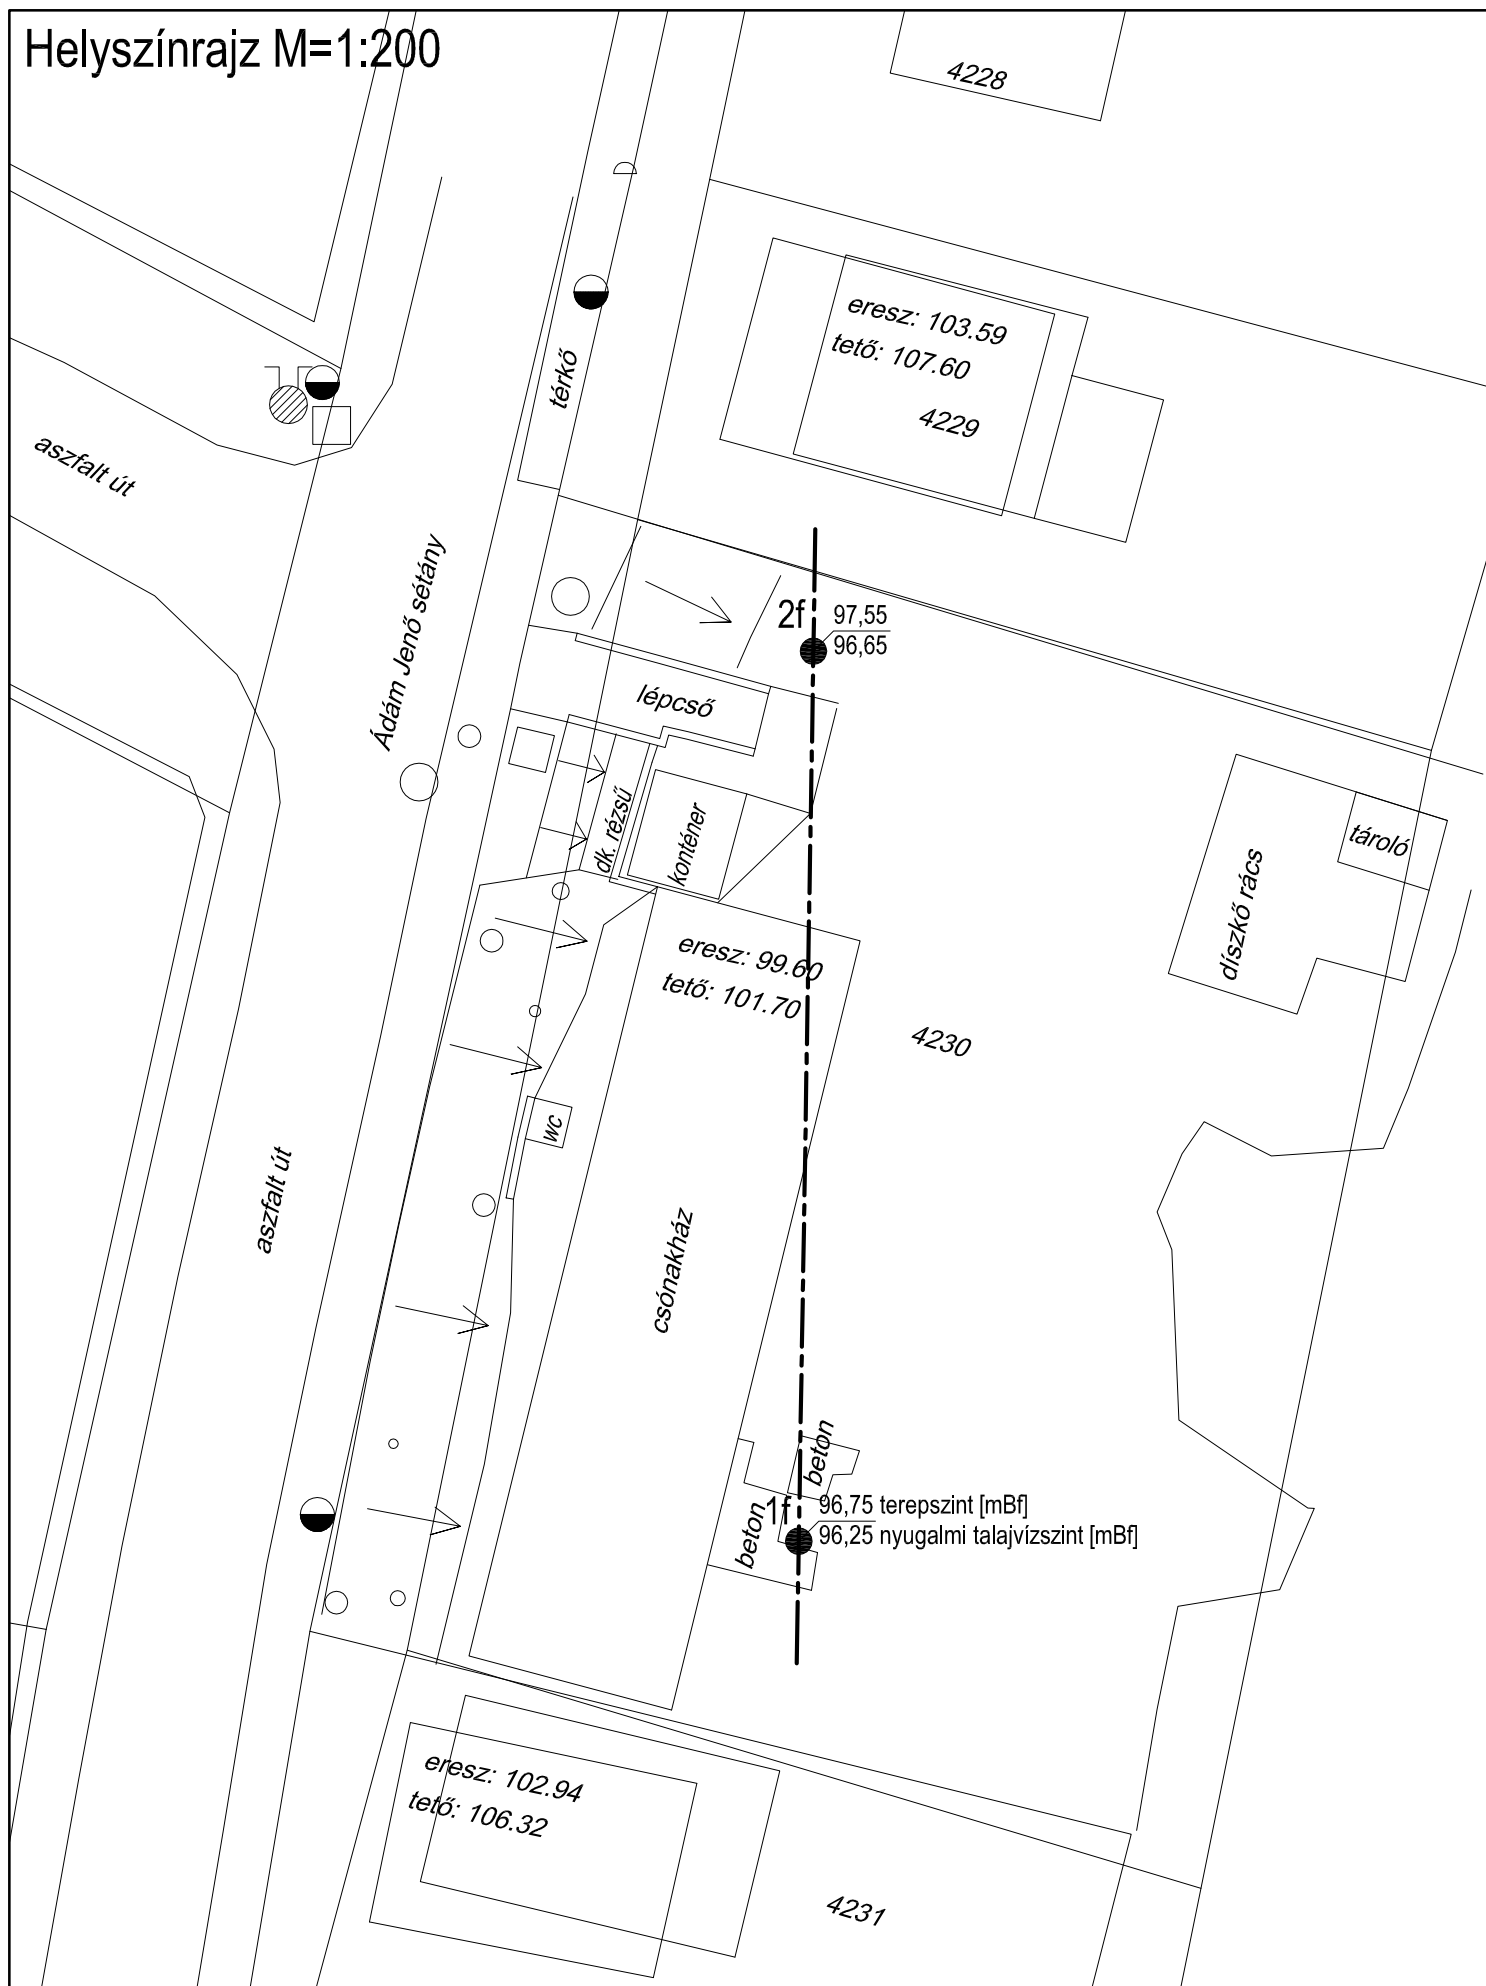 Helyszínrajz M=1:200
4228
eresz: 103.59
tető: 107.60
4229
térkő
aszfalt út
Ádám Jenő sétány
2f
97,55
96,65
lépcső
dk. rézsű
konténer
tároló
díszkő rács
eresz: 99.60
tető: 101.70
4230
wc
aszfalt út
csónakház
beton
beton
1f
96,75 terepszint [mBf]
96,25 nyugalmi talajvízszint [mBf]
eresz: 102.94
tető: 106.32
4231